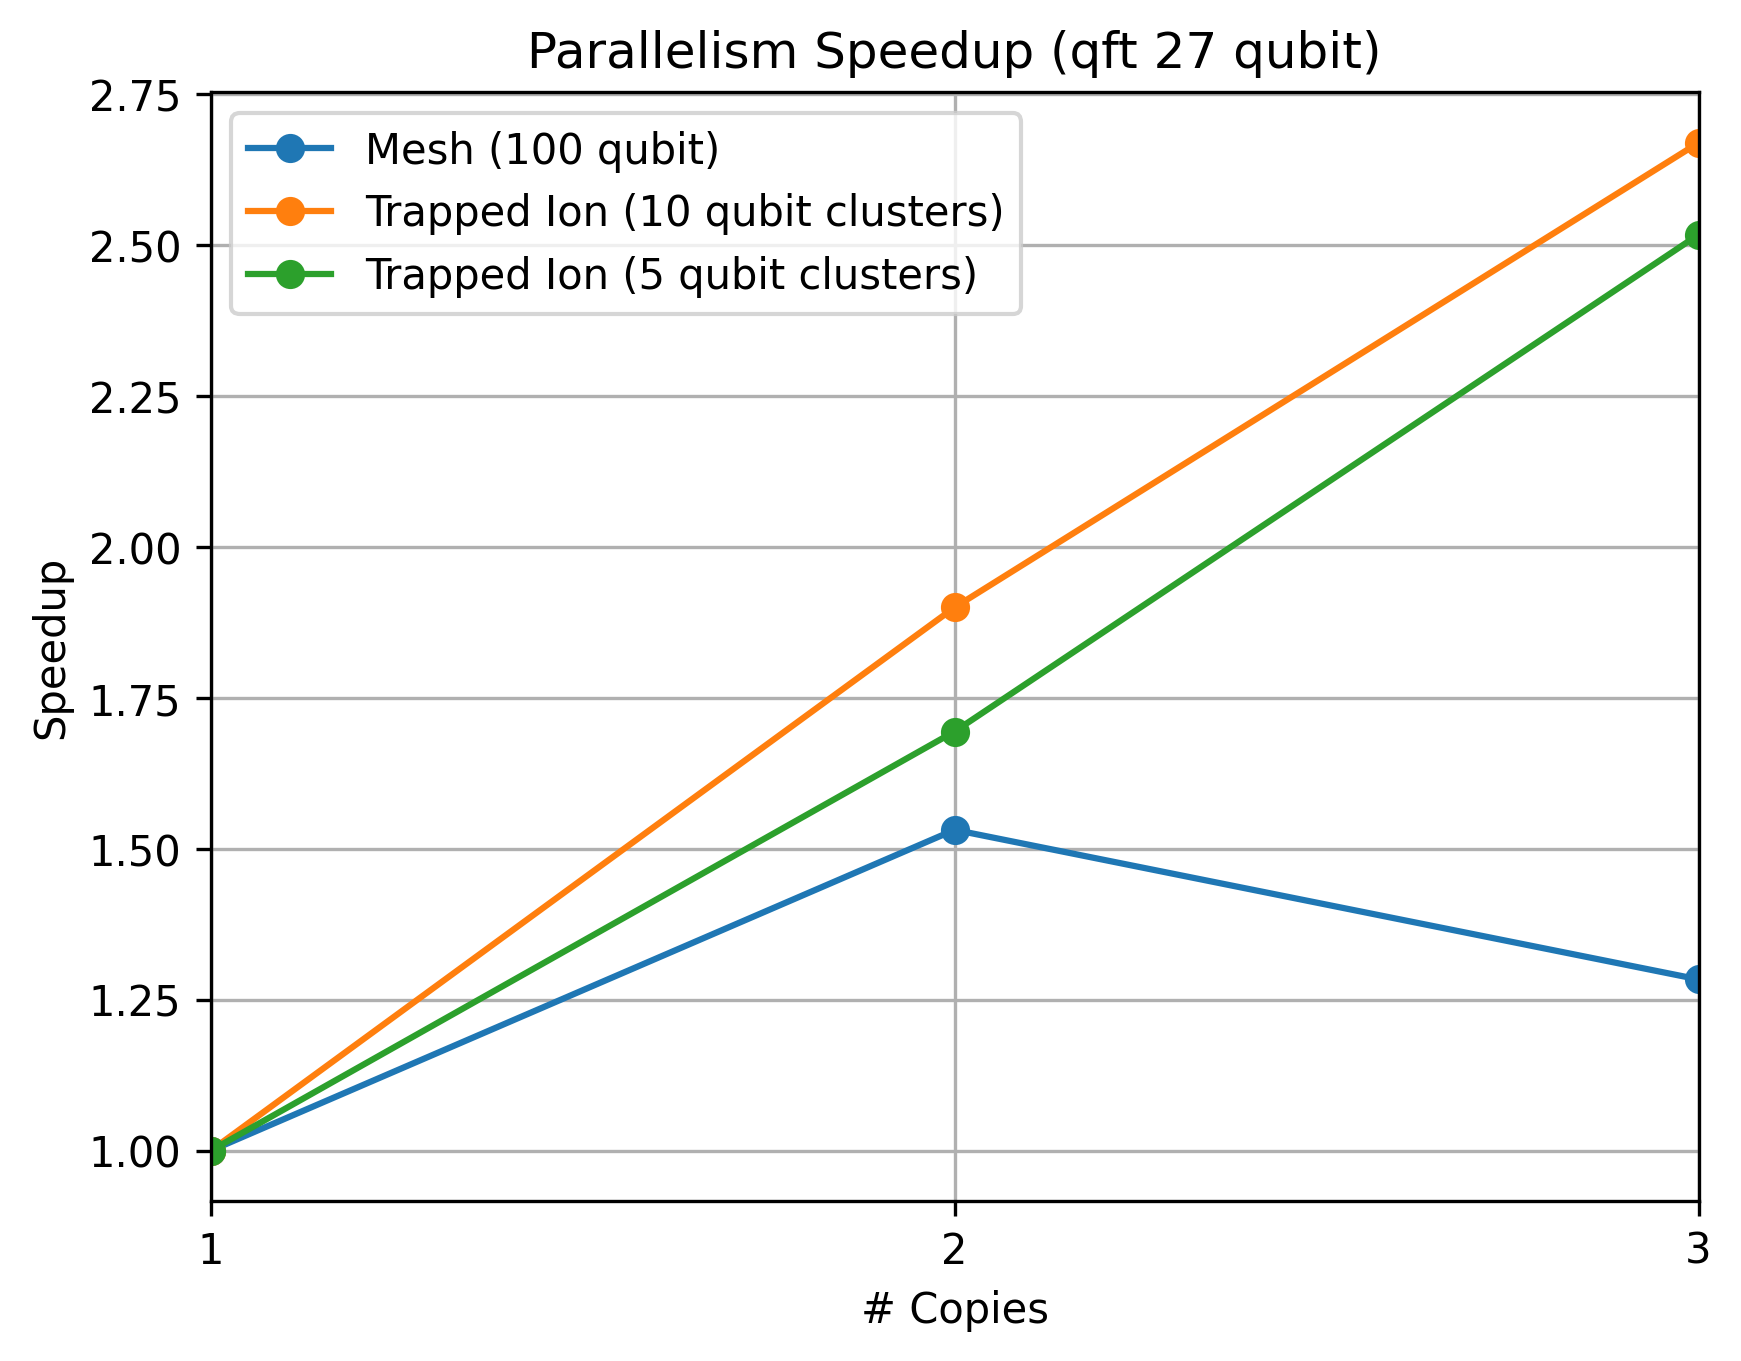 Parallelism Speedup (qft 27 qubit)
Mesh (100 qubit)
Trapped Ion (10 qubit clusters)
Trapped Ion (5 qubit clusters)
2.75
2.50
2.25
2.00
1.75
1.50
1.25
1.00
Speedup
1 2 3
# Copies